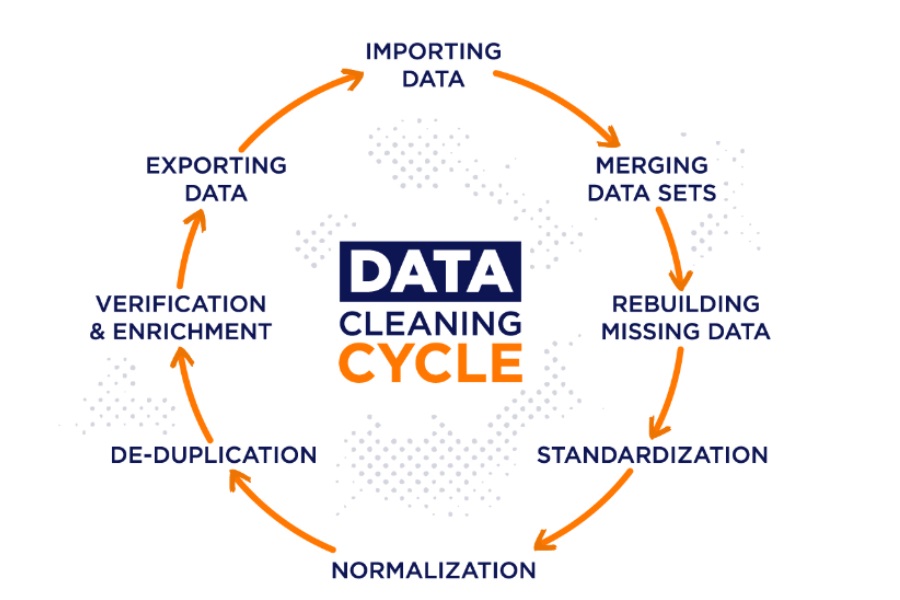 IMPORTING
DATA
MERGING
DATA SETS
REBUILDING
MISSING DATA
STANDARDIZATION
NORMALIZATION
DE-DUPLICATION
VERIFICATION
& ENRICHMENT
EXPORTING
DATA
DATA
CLEANING
CYCLE